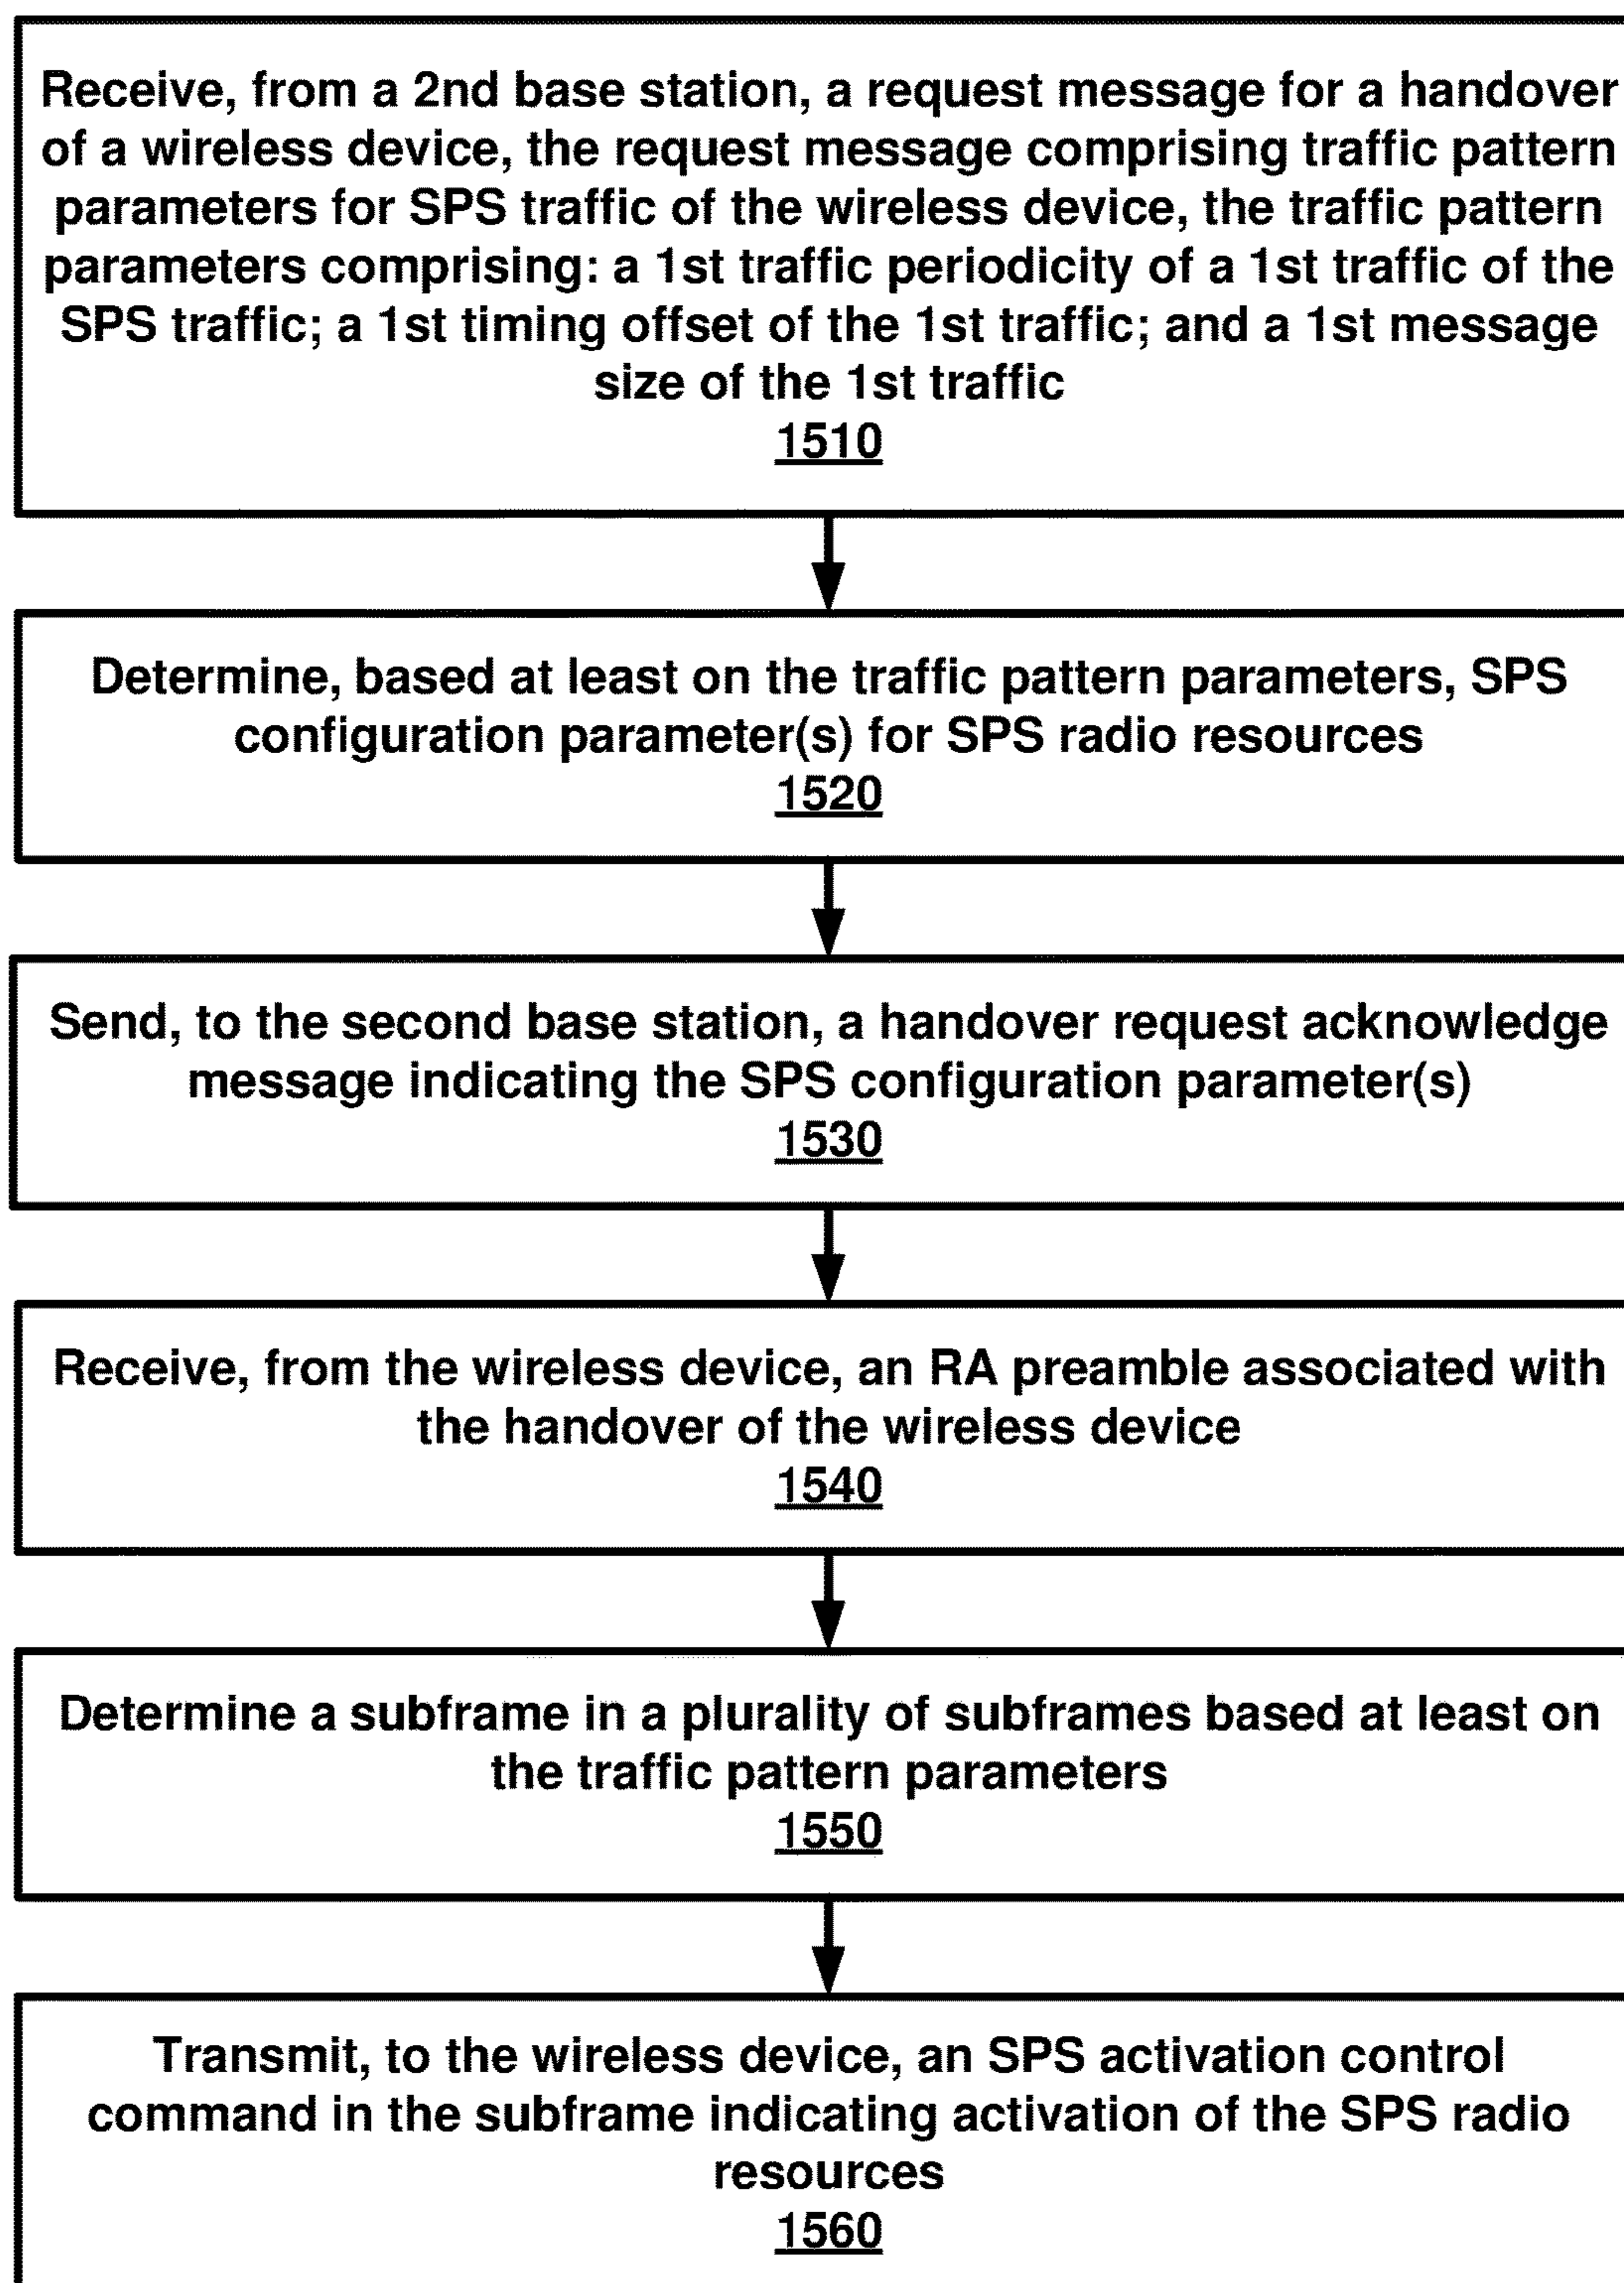 Receive, from a 2nd base station, a request message for a handover
of a wireless device, the request message comprising traffic pattern
parameters for SPS traffic of the wireless device, the traffic pattern
parameters comprising: a 1st traffic periodicity of a 1st traffic of the
SPS traffic; a 1st timing offset of the 1st traffic; and a 1st message
size of the 1st traffic
1510
Determine, based at least on the traffic pattern parameters, SPS
configuration parameter(s) for SPS radio resources
1520
Send, to the second base station, a handover request acknowledge
message indicating the SPS configuration parameter(s)
1530
Receive, from the wireless device, an RA preamble associated with
the handover of the wireless device
1540
Determine a subframe in a plurality of subframes based at least on
the traffic pattern parameters
1550
Transmit, to the wireless device, an SPS activation control
command in the subframe indicating activation of the SPS radio
resources
1560